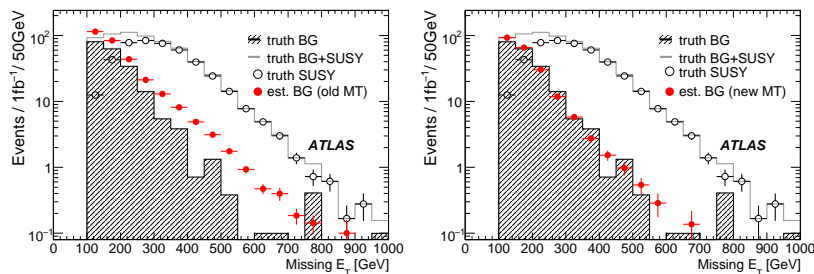 Events / 1fb⁻¹/ 50GeV
10²
10
1
10⁻¹
truth BG
truth BG+SUSY
truth SUSY
est. BG (old MT)
ATLAS
0 100 200 300 400 500 600 700 800 900 1000
Missing E_T [GeV]
Events / 1fb⁻¹/ 50GeV
10²
10
1
10⁻¹
truth BG
truth BG+SUSY
truth SUSY
est. BG (new MT)
ATLAS
0 100 200 300 400 500 600 700 800 900 1000
Missing E_T [GeV]